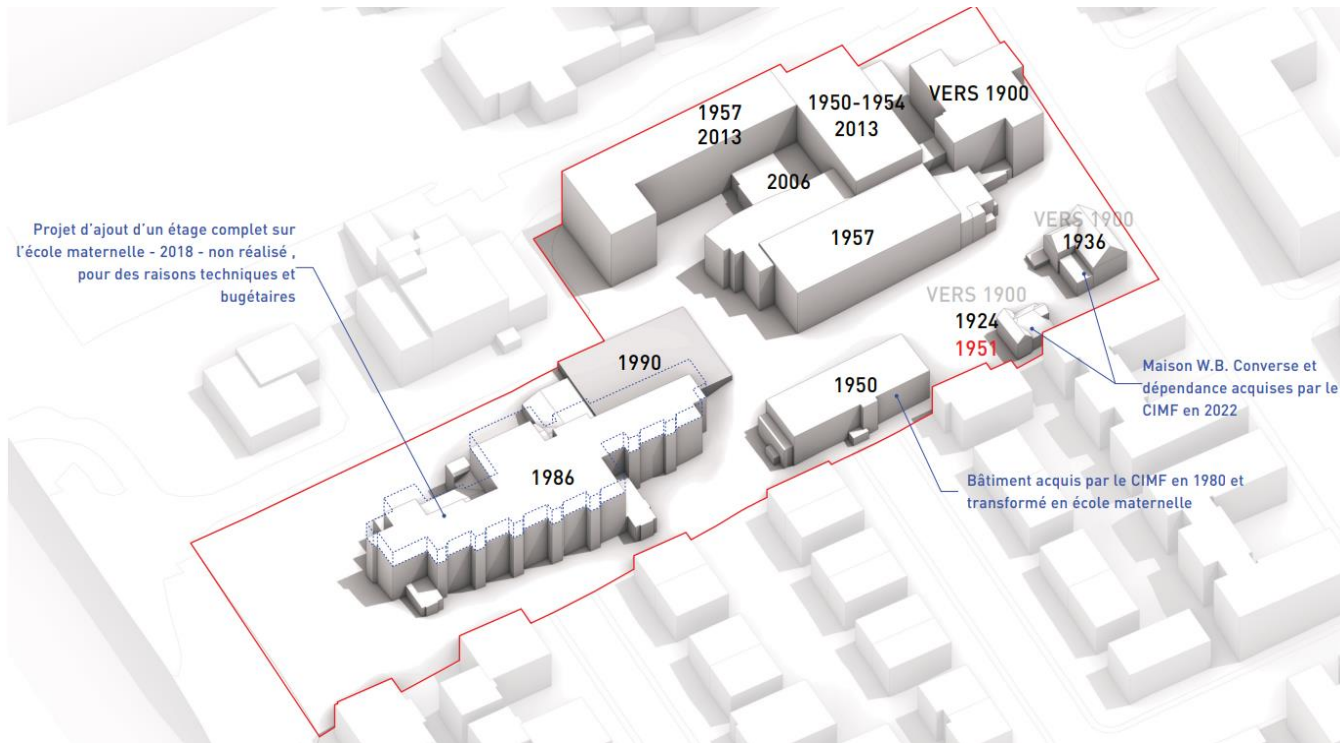 VERS 1900
1950-1954
2013
1957
2013
2006
1957
VERS 1900
1936
VERS 1900
1924
1951
Projet d'ajout d'un étage complet sur
l'école maternelle - 2018 - non réalisé ,
pour des raisons techniques et
bugétaires
1990
1950
1986
Maison W.B. Converse et
dépendance acquises par le
CIMF en 2022
Bâtiment acquis par le CIMF en 1980 et
transformé en école maternelle